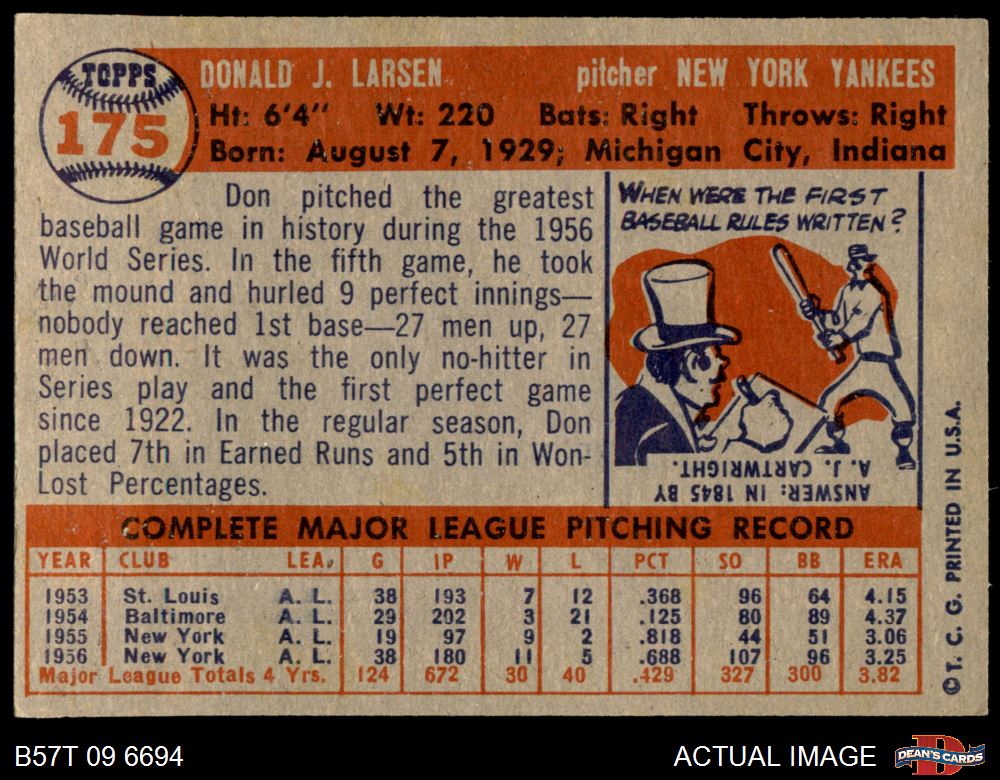 TOPPS
175
DONALD J. LARSEN pitcher NEW YORK YANKEES
Ht: 6'4" Wt: 220 Bats: Right Throws: Right
Born: August 7, 1929; Michigan City, Indiana
Don pitched the greatest
baseball game in history during the 1956
World Series. In the fifth game, he took
the mound and hurled 9 perfect innings—
nobody reached 1st base—27 men up, 27
men down. It was the only no-hitter in
Series play and the first perfect game
since 1922. In the regular season, Don
placed 7th in Earned Runs and 5th in Won-
Lost Percentages.
WHEN WERE THE FIRST
BASEBALL RULES WRITTEN?
ANSWER: IN 1845 BY
A. J. CARTWRIGHT.
COMPLETE MAJOR LEAGUE PITCHING RECORD
YEAR CLUB LEA. G IP W L PCT SO BB ERA
1953 St. Louis A. L. 38 193 7 12 .368 96 64 4.15
1954 Baltimore A. L. 29 202 3 21 .125 80 89 4.37
1955 New York A. L. 19 97 9 2 .818 44 51 3.06
1956 New York A. L. 38 180 11 5 .688 107 96 3.25
Major League Totals 4 Yrs. 124 672 30 40 .429 327 300 3.82
© T. C. G. PRINTED IN U.S.A.
B57T 09 6694
ACTUAL IMAGE
DEAN'S CARDS